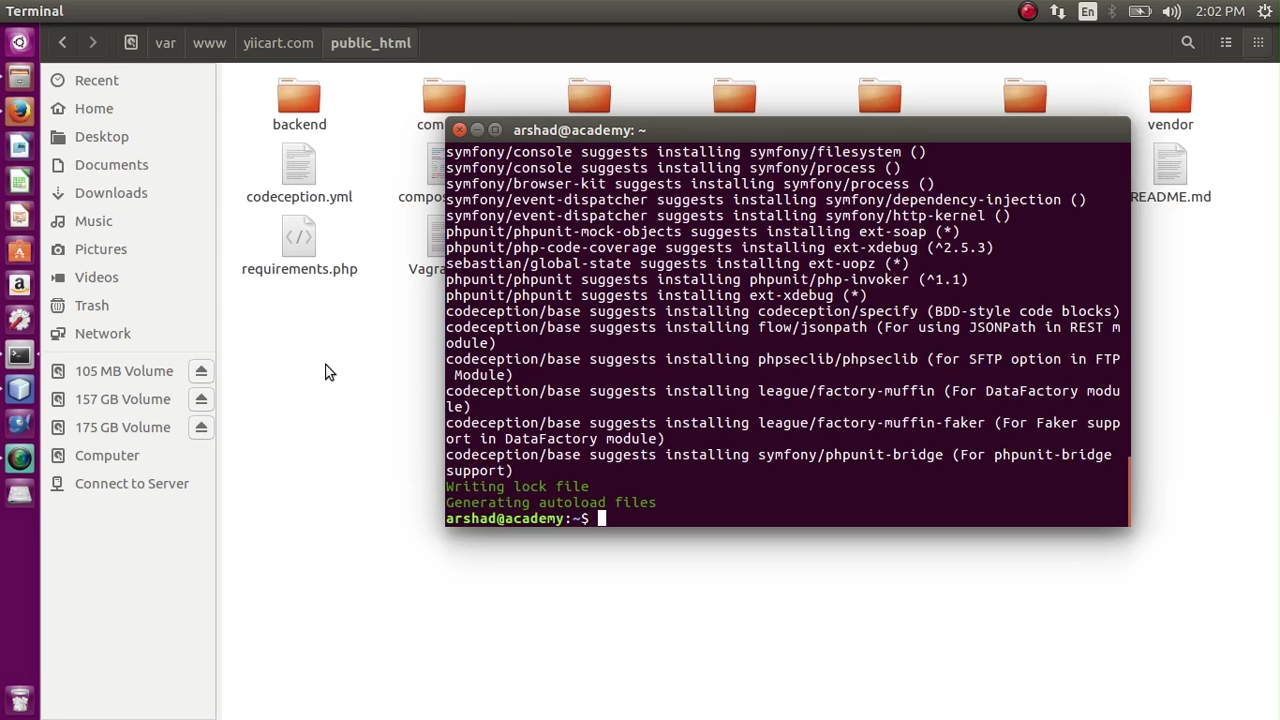 Terminal
En
2:02 PM
var
www
yiicart.com
public_html
Recent
Home
Desktop
Documents
Downloads
Music
Pictures
Videos
Trash
Network
105 MB Volume
157 GB Volume
175 GB Volume
Computer
Connect to Server
backend
com
vendor
codeception.yml
compos
README.md
requirements.php
Vagra
arshad@academy: ~
symfony/console suggests installing symfony/filesystem ()
symfony/console suggests installing symfony/process ()
symfony/browser-kit suggests installing symfony/process ()
symfony/event-dispatcher suggests installing symfony/dependency-injection ()
symfony/event-dispatcher suggests installing symfony/http-kernel ()
phpunit/phpunit-mock-objects suggests installing ext-soap (*)
phpunit/php-code-coverage suggests installing ext-xdebug (^2.5.3)
sebastian/global-state suggests installing ext-uopz (*)
phpunit/phpunit suggests installing phpunit/php-invoker (^1.1)
phpunit/phpunit suggests installing ext-xdebug (*)
codeception/base suggests installing codeception/specify (BDD-style code blocks)
codeception/base suggests installing flow/jsonpath (For using JSONPath in REST m
odule)
codeception/base suggests installing phpseclib/phpseclib (for SFTP option in FTP
 Module)
codeception/base suggests installing league/factory-muffin (For DataFactory modu
le)
codeception/base suggests installing league/factory-muffin-faker (For Faker supp
ort in DataFactory module)
codeception/base suggests installing symfony/phpunit-bridge (For phpunit-bridge
support)
Writing lock file
Generating autoload files
arshad@academy:~$